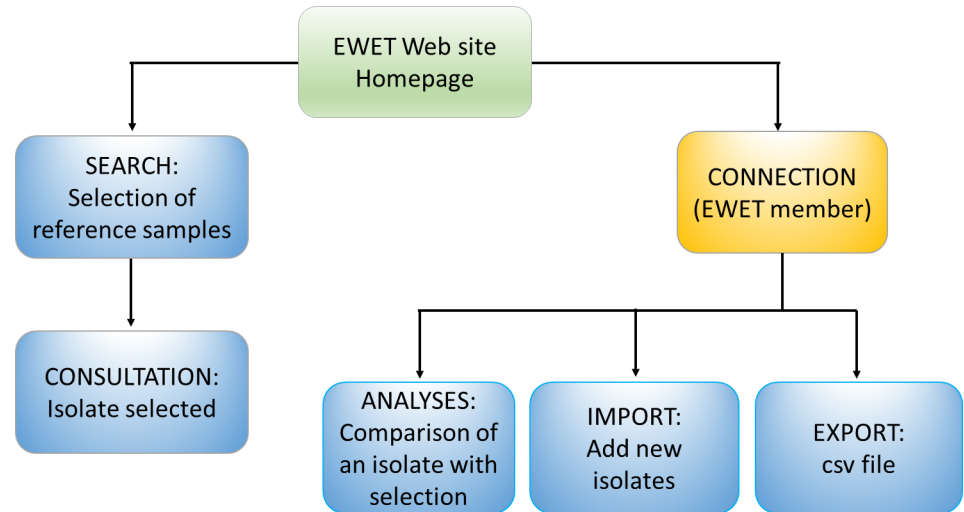 EWET Web site
Homepage
SEARCH:
Selection of
reference samples
CONNECTION
(EWET member)
CONSULTATION:
Isolate selected
ANALYSES:
Comparison of
an isolate with
selection
IMPORT:
Add new
isolates
EXPORT:
csv file